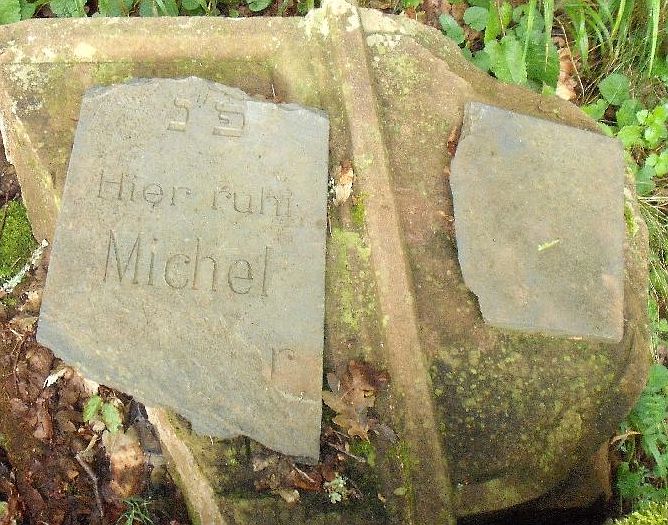 פ נ
Hier ruht
Michel
r